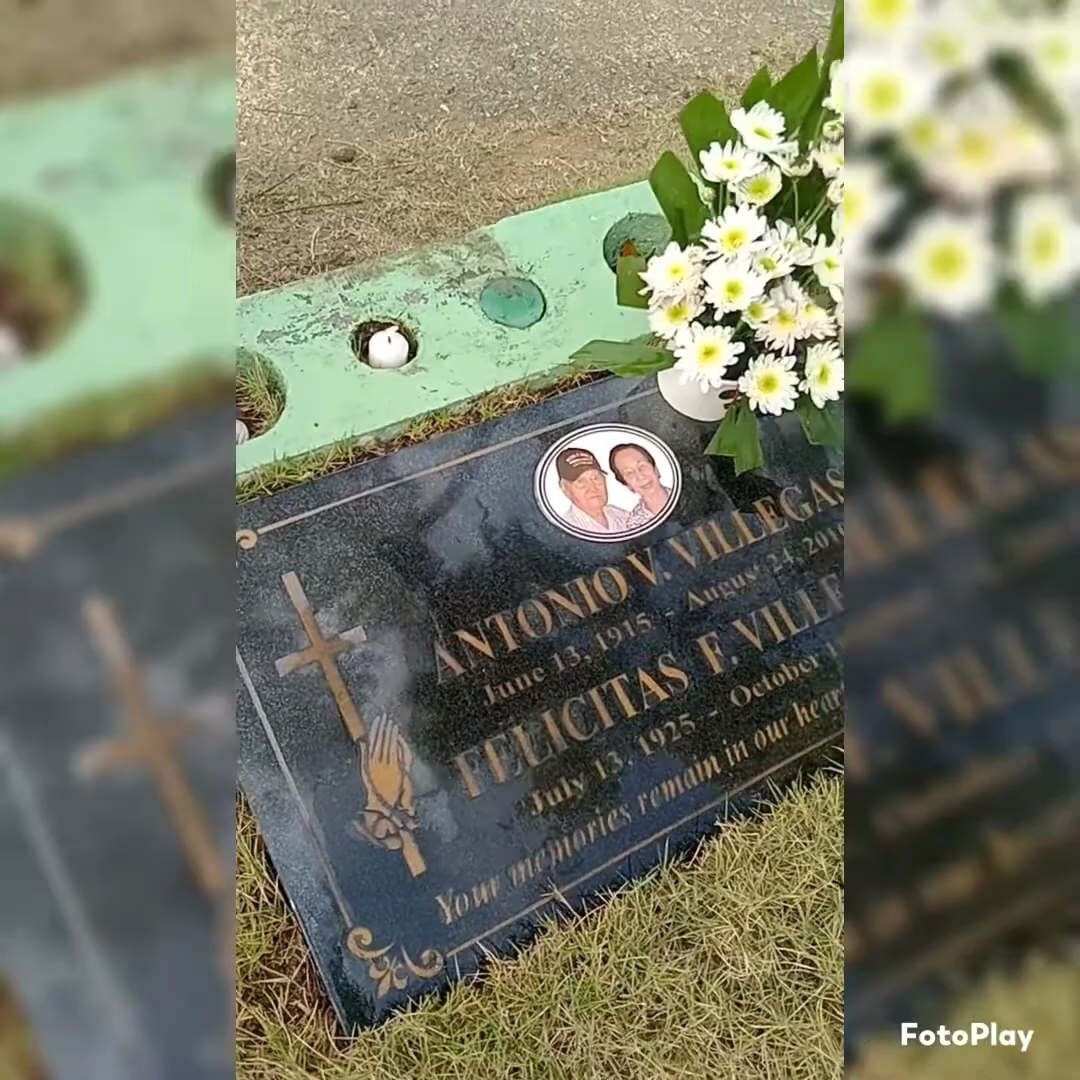 ANTONIO V. VILLEGAS
June 13, 1915 - August 24, 201
FELICITAS F. VILLE
July 13, 1925 - October 1
Your memories remain in our hear
FotoPlay